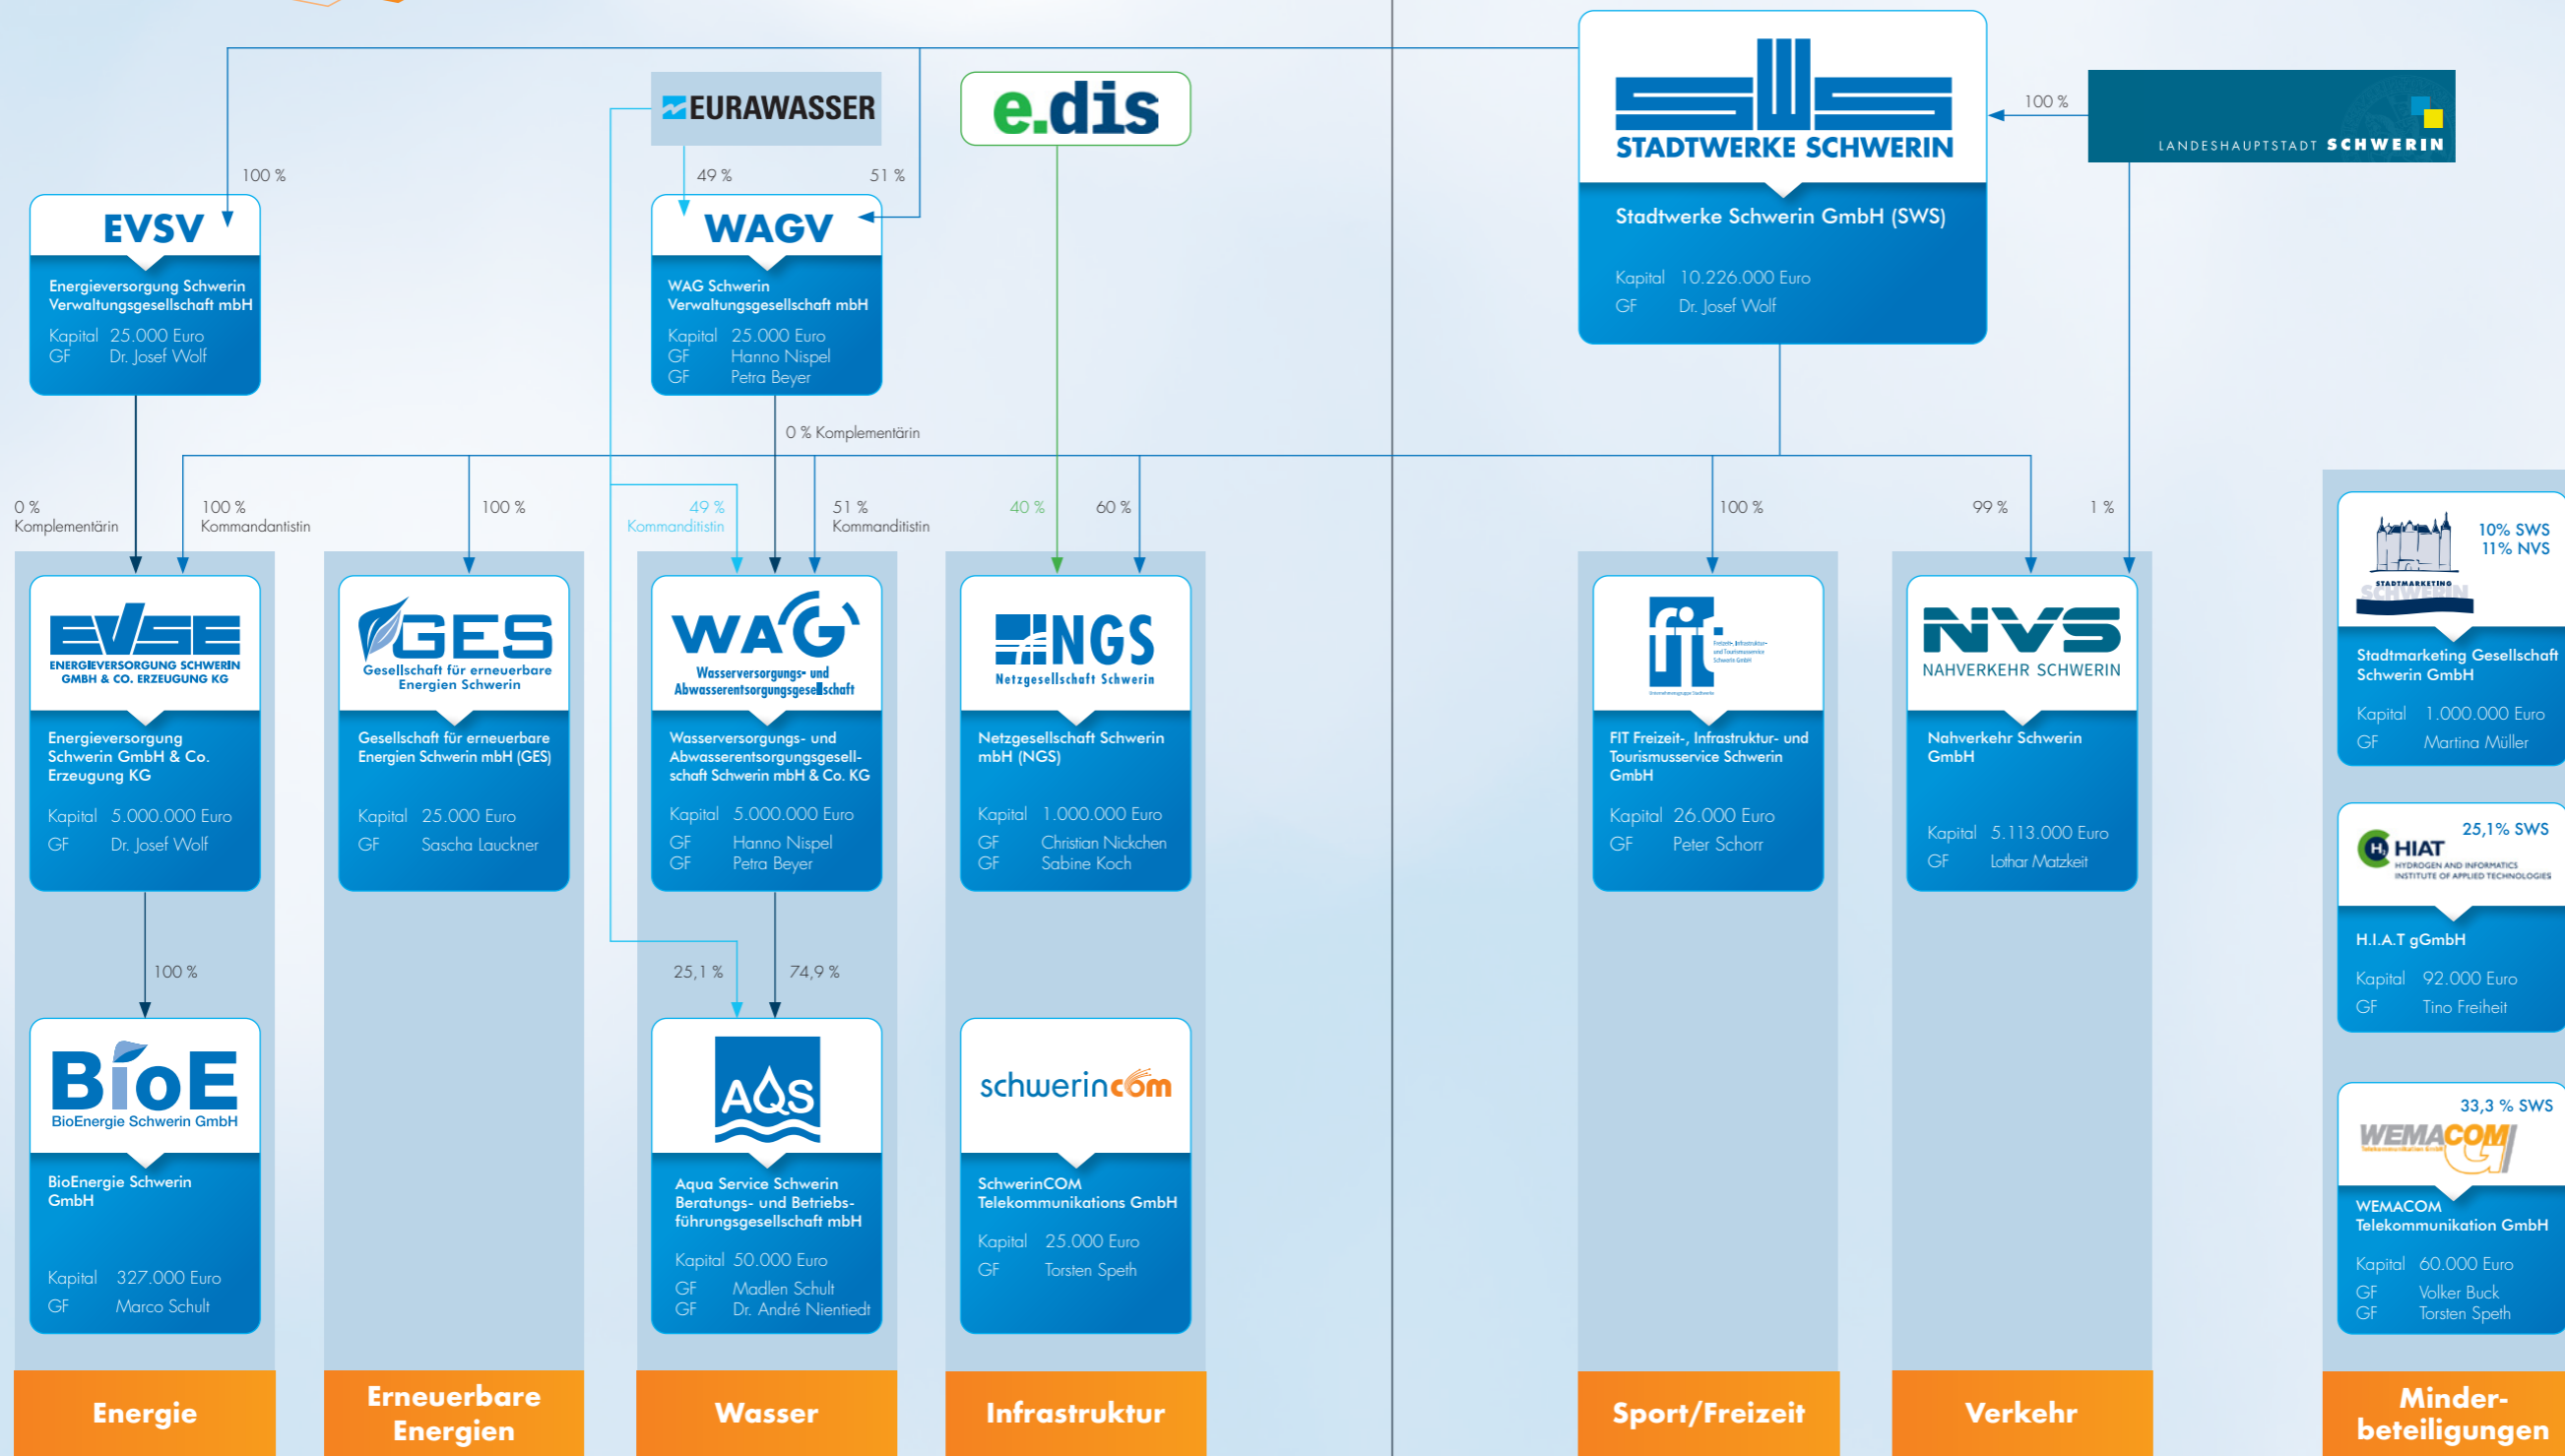 SWS
STADTWERKE SCHWERIN
Stadtwerke Schwerin GmbH (SWS)
Kapital 10.226.000 Euro
GF Dr. Josef Wolf
100 %
LANDESHAUPTSTADT SCHWERIN
EURAWASSER
e.dis
100 %
49 %
51 %
EVSV
Energieversorgung Schwerin
Verwaltungsgesellschaft mbH
Kapital 25.000 Euro
GF Dr. Josef Wolf
WAGV
WAG Schwerin
Verwaltungsgesellschaft mbH
Kapital 25.000 Euro
GF Hanno Nispel
GF Petra Beyer
0 % Komplementärin
0 %
Komplementärin
100 %
Kommandantistin
100 %
49 %
Kommanditistin
51 %
Kommanditistin
40 %
60 %
100 %
99 %
1 %
EVSE
ENERGIEVERSORGUNG SCHWERIN
GMBH & CO. ERZEUGUNG KG
Energieversorgung
Schwerin GmbH & Co.
Erzeugung KG
Kapital 5.000.000 Euro
GF Dr. Josef Wolf
100 %
BioE
BioEnergie Schwerin GmbH
BioEnergie Schwerin
GmbH
Kapital 327.000 Euro
GF Marco Schult
Energie
GES
Gesellschaft für erneuerbare
Energien Schwerin
Gesellschaft für erneuerbare
Energien Schwerin mbH (GES)
Kapital 25.000 Euro
GF Sascha Lauckner
Erneuerbare
Energien
WAG
Wasserversorgungs- und
Abwasserentsorgungsgesellschaft
Wasserversorgungs- und
Abwasserentsorgungsgesell-
schaft Schwerin mbH & Co. KG
Kapital 5.000.000 Euro
GF Hanno Nispel
GF Petra Beyer
25,1 %
74,9 %
AQS
Aqua Service Schwerin
Beratungs- und Betriebs-
führungsgesellschaft mbH
Kapital 50.000 Euro
GF Madlen Schult
GF Dr. André Nientiedt
Wasser
NGS
Netzgesellschaft Schwerin
Netzgesellschaft Schwerin
mbH (NGS)
Kapital 1.000.000 Euro
GF Christian Nickchen
GF Sabine Koch
schwerincom
SchwerinCOM
Telekommunikations GmbH
Kapital 25.000 Euro
GF Torsten Speth
Infrastruktur
fit
Freizeit-, Infrastruktur-
und Tourismusservice
Schwerin GmbH
Unternehmensgruppe Stadtwerke
FIT Freizeit-, Infrastruktur- und
Tourismusservice Schwerin
GmbH
Kapital 26.000 Euro
GF Peter Schorr
Sport/Freizeit
NVS
NAHVERKEHR SCHWERIN
Nahverkehr Schwerin
GmbH
Kapital 5.113.000 Euro
GF Lothar Matzkeit
Verkehr
10% SWS
11% NVS
STADTMARKETING
SCHWERIN
Stadtmarketing Gesellschaft
Schwerin GmbH
Kapital 1.000.000 Euro
GF Martina Müller
25,1% SWS
H2 HIAT
HYDROGEN AND INFORMATICS
INSTITUTE OF APPLIED TECHNOLOGIES
H.I.A.T gGmbH
Kapital 92.000 Euro
GF Tino Freiheit
33,3 % SWS
WEMACOM
Telekommunikation GmbH
WEMACOM
Telekommunikation GmbH
Kapital 60.000 Euro
GF Volker Buck
GF Torsten Speth
Minder-
beteiligungen